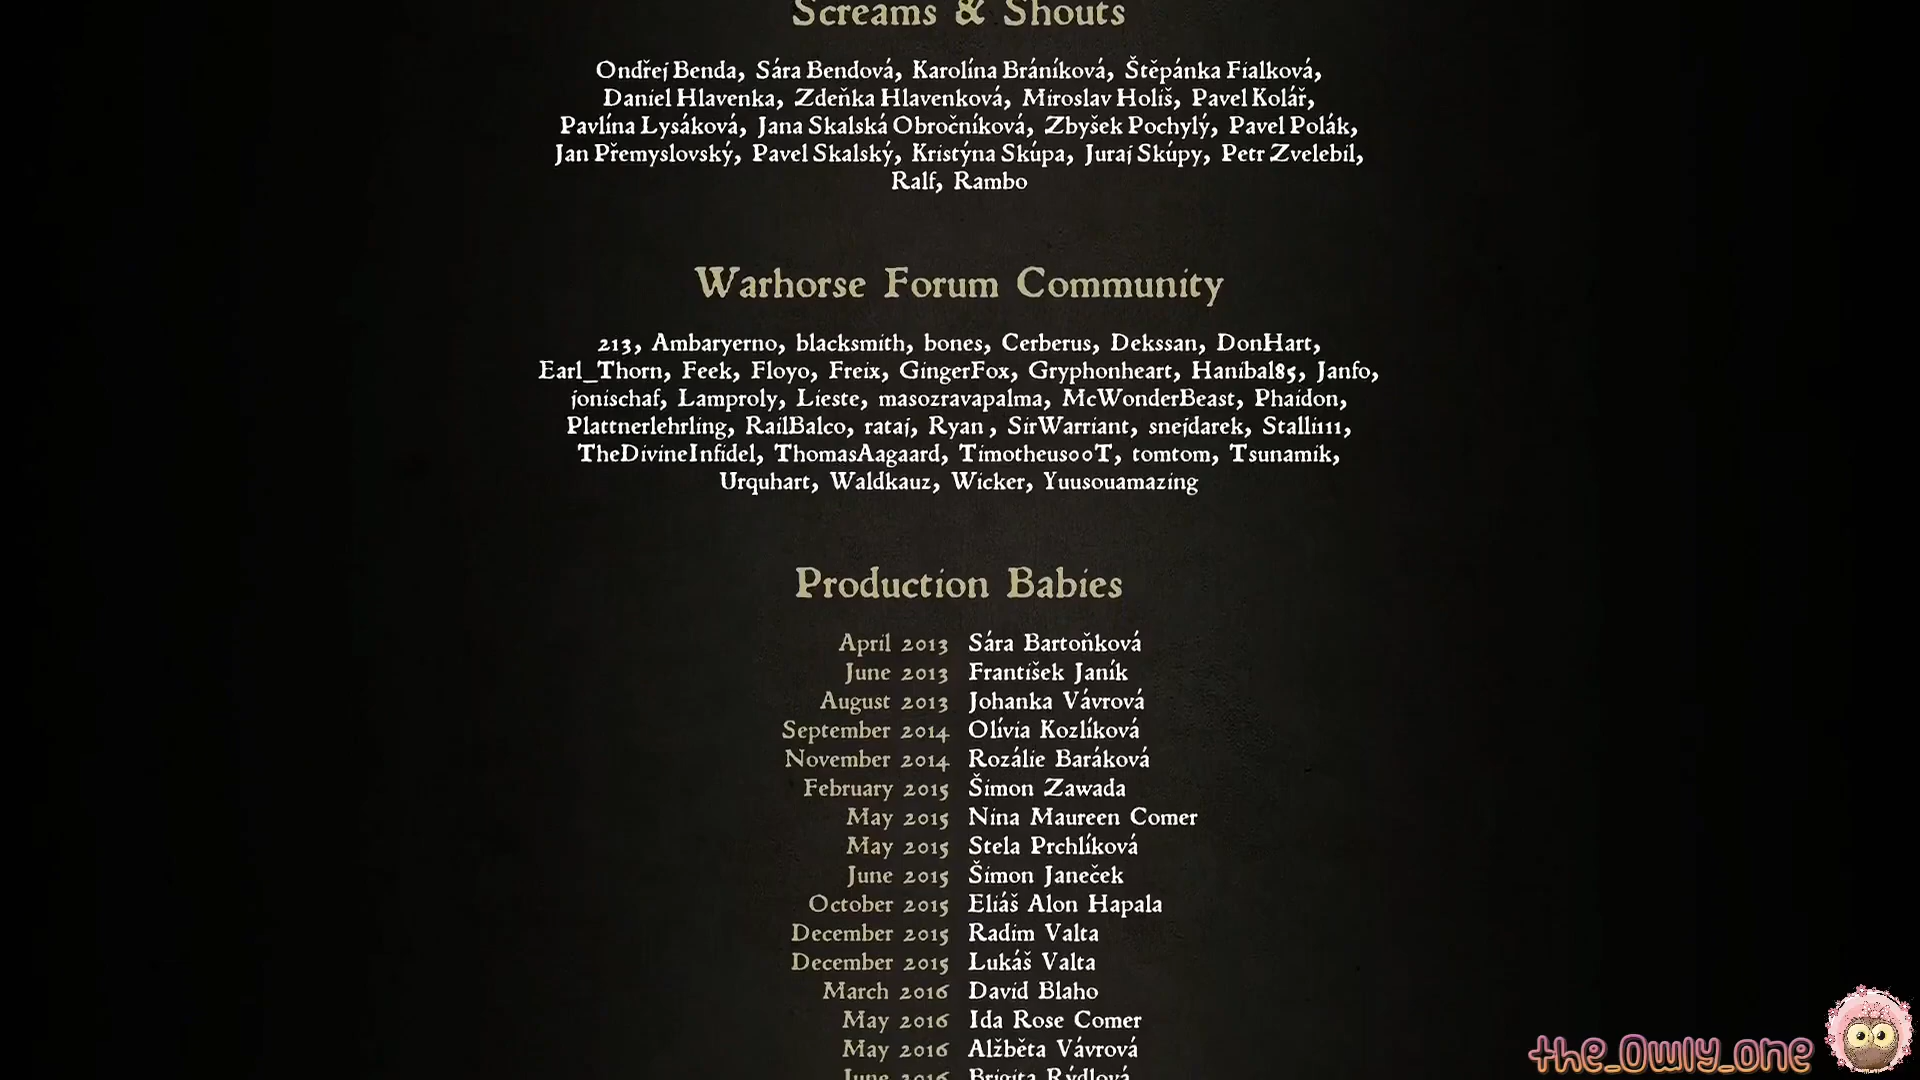 Screams & Shouts
Ondřej Benda, Sára Bendová, Karolína Bráníková, Štěpánka Fialková,
Daniel Hlavenka, Zdeňka Hlavenková, Miroslav Holiš, Pavel Kolář,
Pavlína Lysáková, Jana Skalská Obročníková, Zbyšek Pochylý, Pavel Polák,
Jan Přemyslovský, Pavel Skalský, Kristýna Skúpa, Juraj Skúpy, Petr Zvelebil,
Ralf, Rambo
Warhorse Forum Community
213, Ambaryerno, blacksmith, bones, Cerberus, Dekssan, DonHart,
Earl_Thorn, Feek, Floyo, Freix, GingerFox, Gryphonheart, Hanibal85, Janfo,
jonischaf, Lamproly, Lieste, masozravapalma, McWonderBeast, Phaidon,
Plattnerlehrling, RailBalco, rataj, Ryan , SirWarriant, snejdarek, Stalli111,
TheDivineInfidel, ThomasAagaard, Timotheus00T, tomtom, Tsunamik,
Urquhart, Waldkauz, Wicker, Yuusouamazing
Production Babies
April 2013 Sára Bartoňková
June 2013 František Janík
August 2013 Johanka Vávrová
September 2014 Olívia Kozlíková
November 2014 Rozálie Baráková
February 2015 Šimon Zawada
May 2015 Nina Maureen Comer
May 2015 Stela Prchlíková
June 2015 Šimon Janeček
October 2015 Eliáš Alon Hapala
December 2015 Radim Valta
December 2015 Lukáš Valta
March 2016 David Blaho
May 2016 Ida Rose Comer
May 2016 Alžběta Vávrová
June 2016 Brigita Rýdlová
the_Owly_one